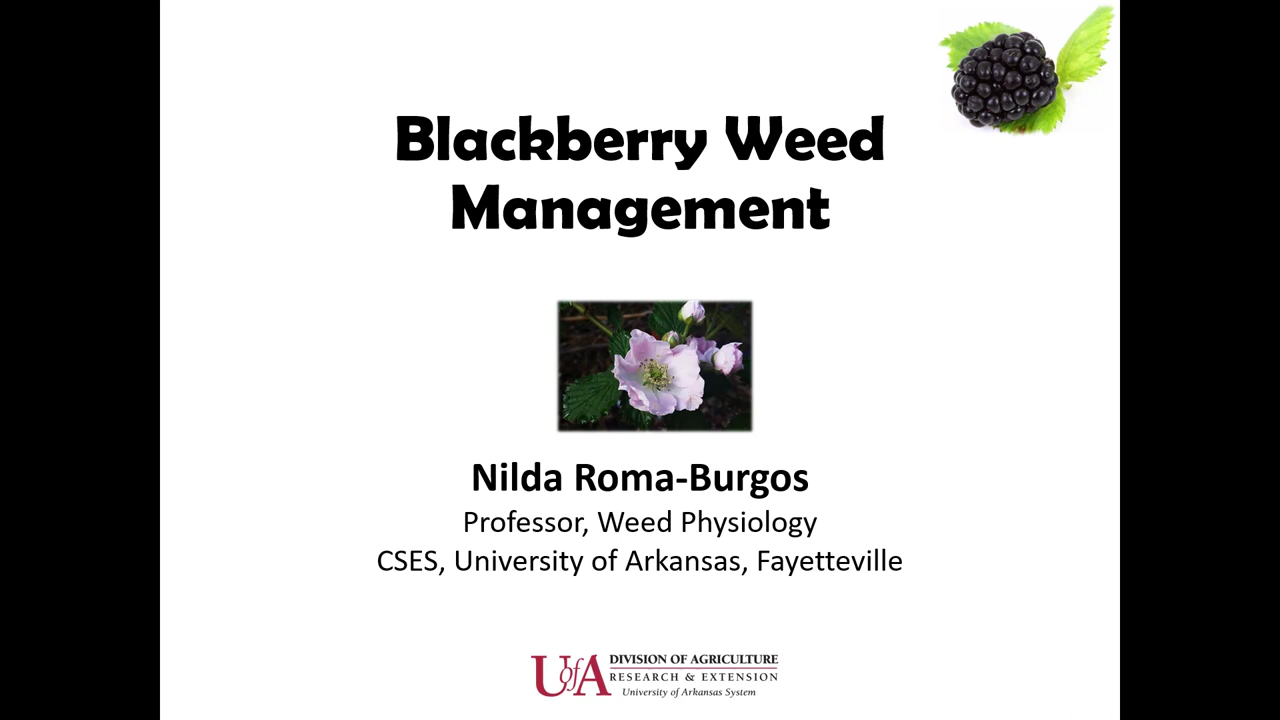 Blackberry Weed
Management
Nilda Roma-Burgos
Professor, Weed Physiology
CSES, University of Arkansas, Fayetteville
UofA DIVISION OF AGRICULTURE
RESEARCH & EXTENSION
University of Arkansas System